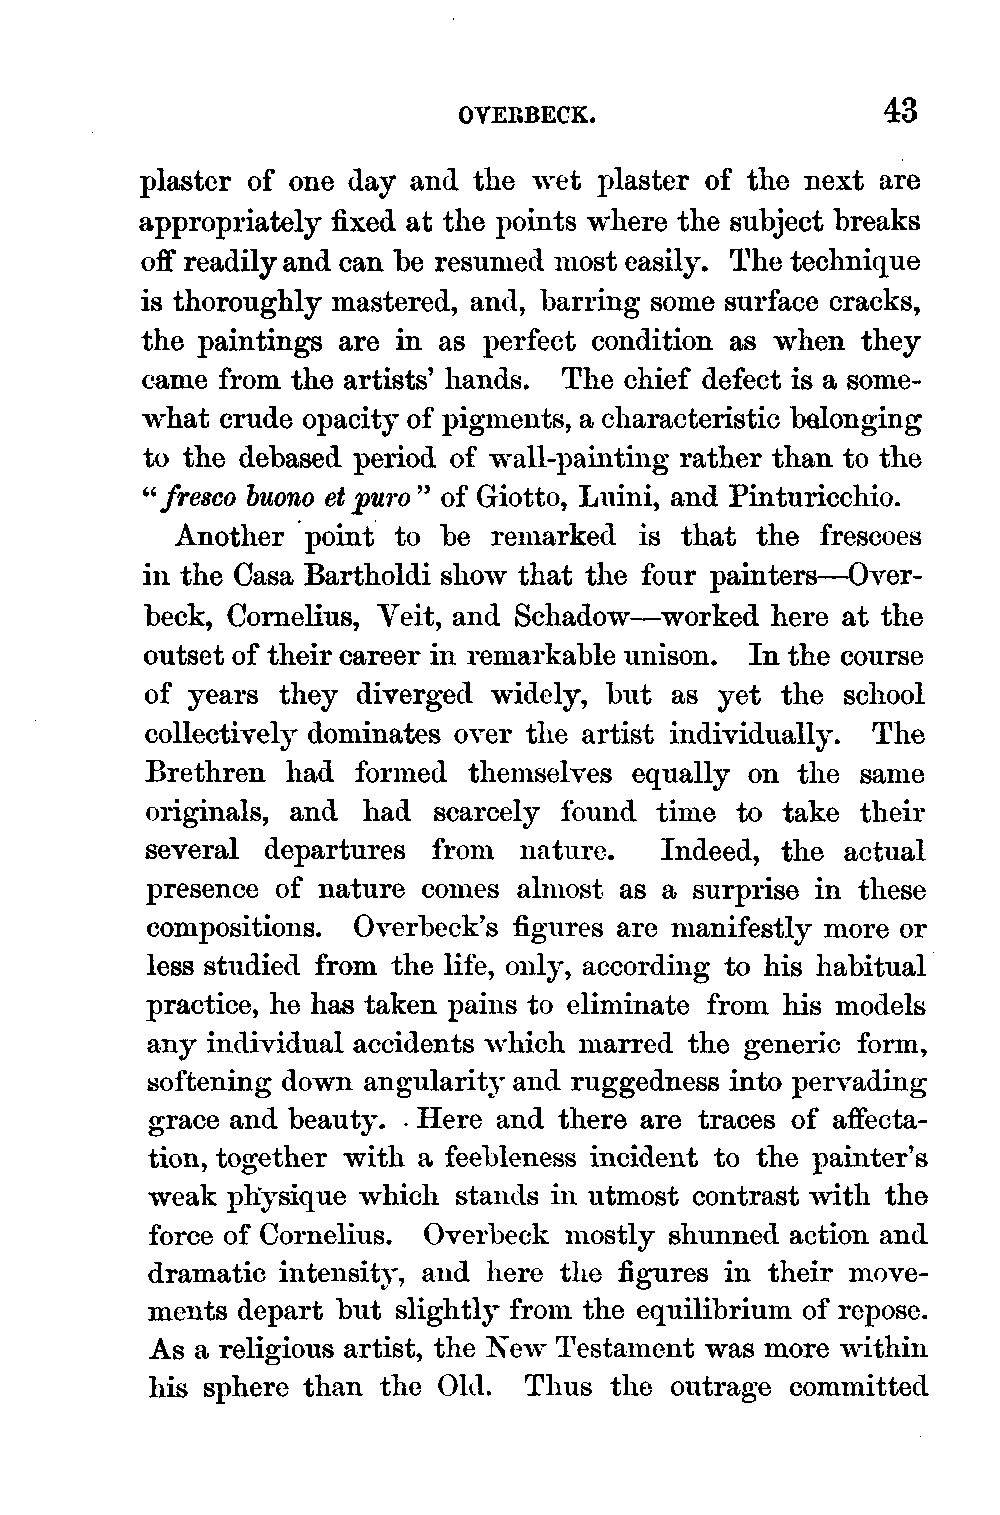 OVERBECK. 43
plaster of one day and the wet plaster of the next are
appropriately fixed at the points where the subject breaks
off readily and can be resumed most easily. The technique
is thoroughly mastered, and, barring some surface cracks,
the paintings are in as perfect condition as when they
came from the artists' hands. The chief defect is a some-
what crude opacity of pigments, a characteristic belonging
to the debased period of wall-painting rather than to the
“fresco buono et puro” of Giotto, Luini, and Pinturicchio.
Another point to be remarked is that the frescoes
in the Casa Bartholdi show that the four painters—Over-
beck, Cornelius, Veit, and Schadow—worked here at the
outset of their career in remarkable unison. In the course
of years they diverged widely, but as yet the school
collectively dominates over the artist individually. The
Brethren had formed themselves equally on the same
originals, and had scarcely found time to take their
several departures from nature. Indeed, the actual
presence of nature comes almost as a surprise in these
compositions. Overbeck's figures are manifestly more or
less studied from the life, only, according to his habitual
practice, he has taken pains to eliminate from his models
any individual accidents which marred the generic form,
softening down angularity and ruggedness into pervading
grace and beauty. Here and there are traces of affecta-
tion, together with a feebleness incident to the painter's
weak physique which stands in utmost contrast with the
force of Cornelius. Overbeck mostly shunned action and
dramatic intensity, and here the figures in their move-
ments depart but slightly from the equilibrium of repose.
As a religious artist, the New Testament was more within
his sphere than the Old. Thus the outrage committed